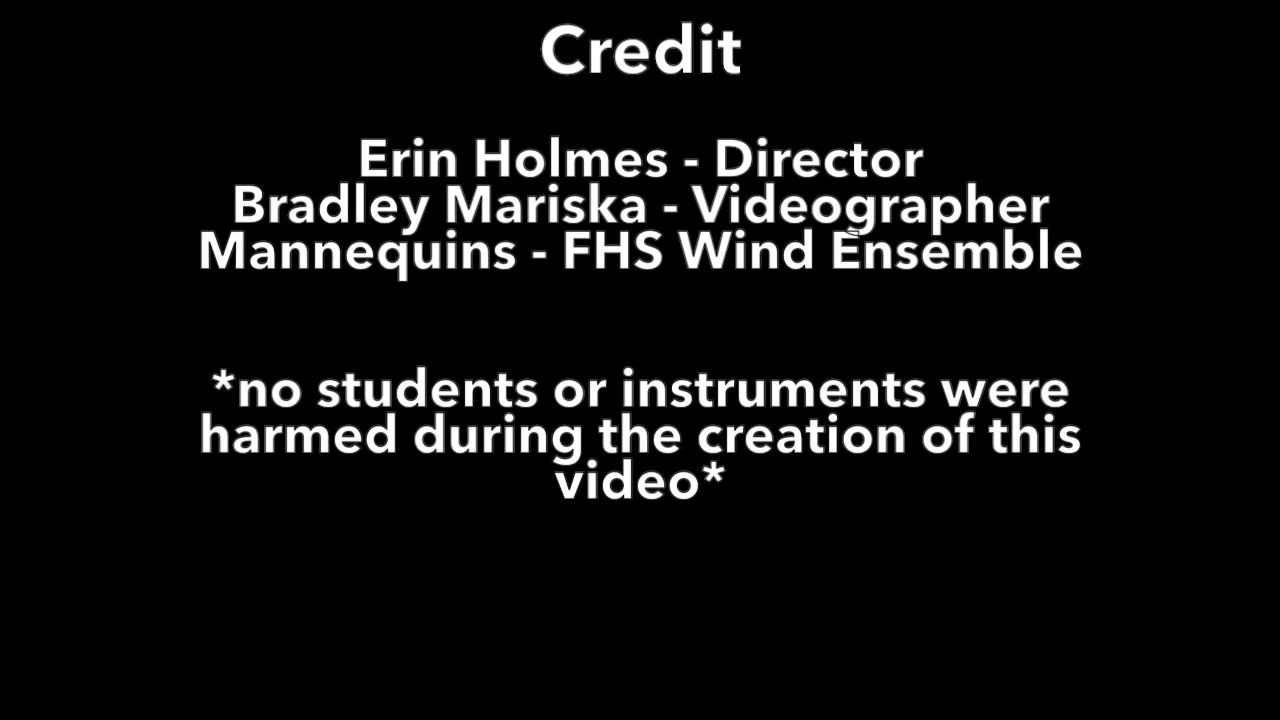 Credit
Erin Holmes - Director
Bradley Mariska - Videographer
Mannequins - FHS Wind Ensemble
*no students or instruments were
harmed during the creation of this
video*